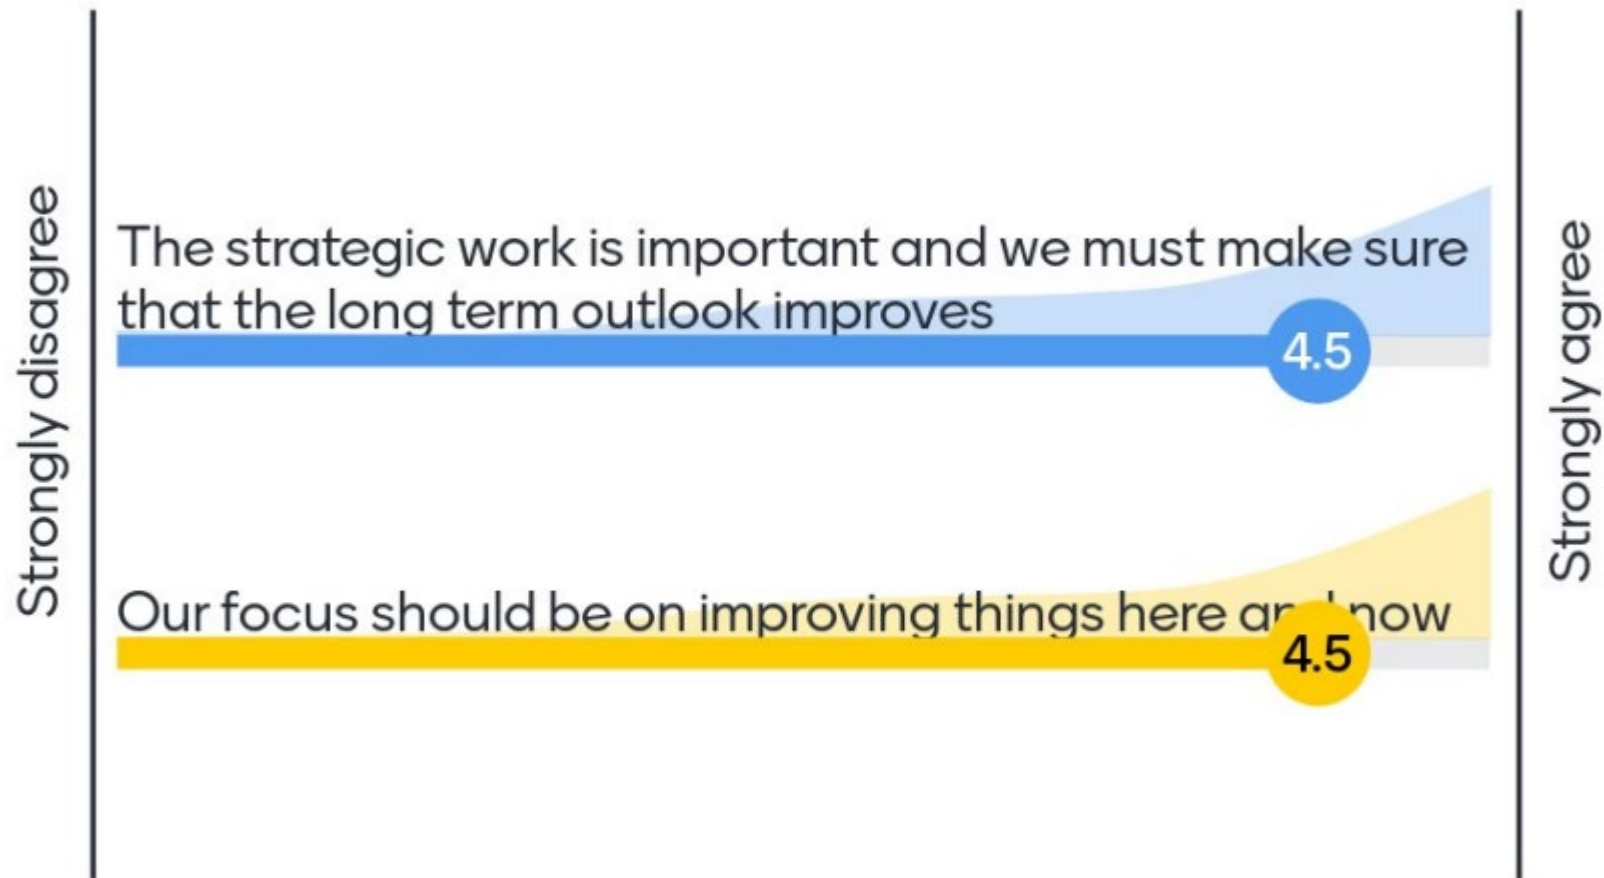 Strongly disagree
The strategic work is important and we must make sure
that the long term outlook improves
4.5
Our focus should be on improving things here and now
4.5
Strongly agree